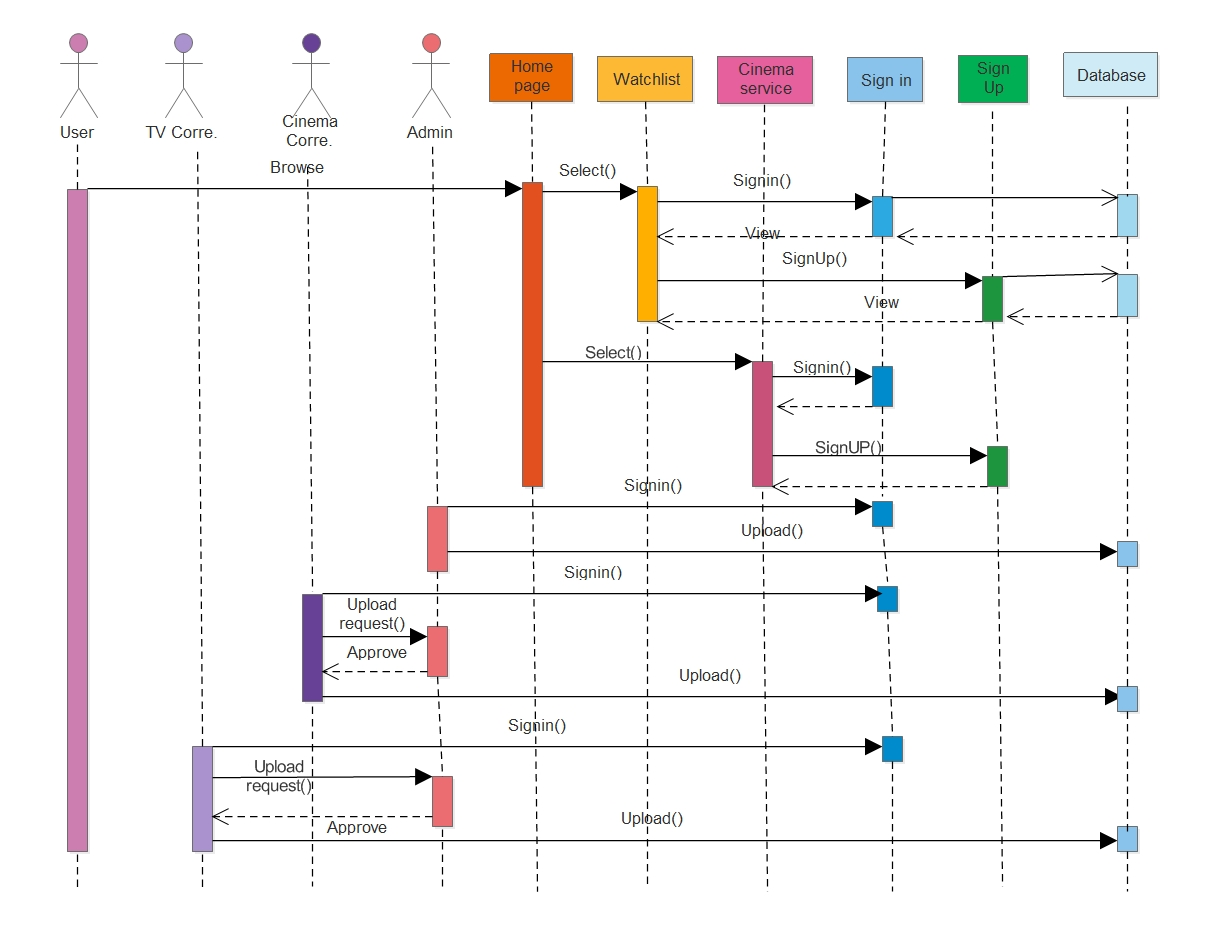 Home
page
Watchlist
Cinema
service
Sign in
Sign
Up
Database
User
TV Corre.
Cinema
Corre.
Admin
Browse
Select()
Signin()
View
SignUp()
View
Select()
Signin()
SignUP()
Signin()
Upload()
Signin()
Upload
request()
Approve
Upload()
Signin()
Upload
request()
Approve
Upload()